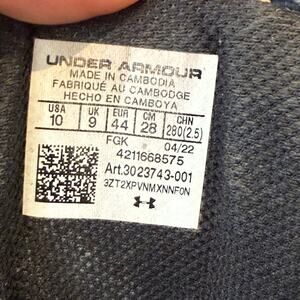 UNDER ARMOUR
MADE IN CAMBODIA
FABRIQUÉ AU CAMBODGE
HECHO EN CAMBOYA
USA UK EUR CM CHN
10 9 44 28 280(2.5)
FGK 04/22
4211668575
Art.3023743-001
3ZT2XPVNMXNNF0N